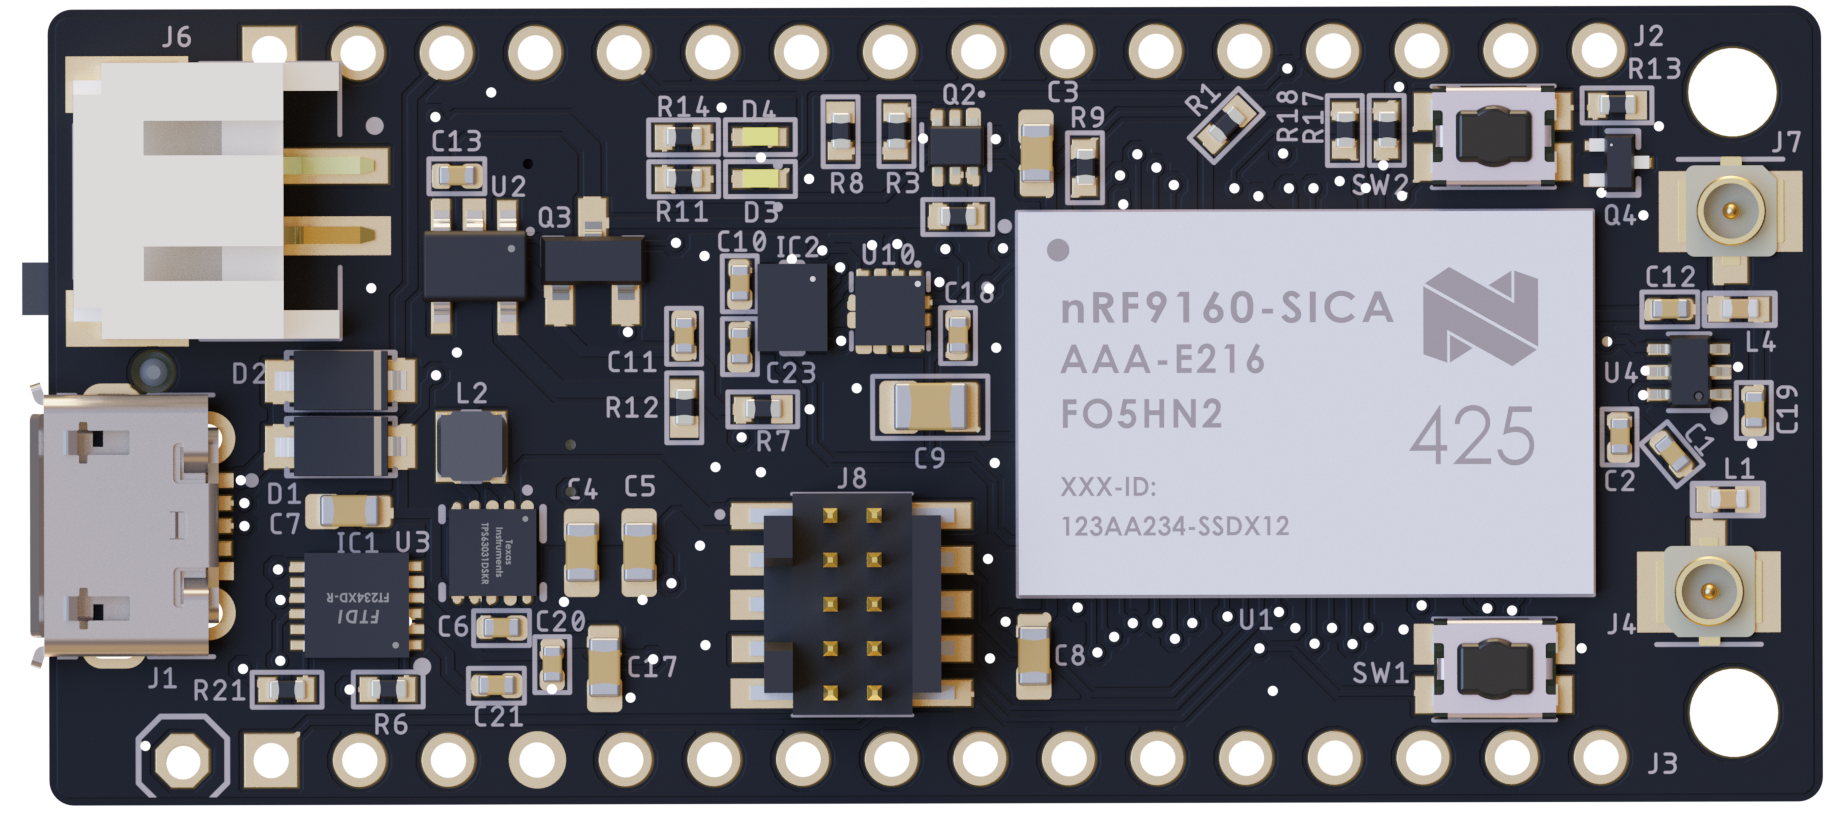 J6
J2
R13
C13
R14
D4
Q2
C3
R9
R1
R18
R17
J7
U2
Q3
R11
D3
R8
R3
SW2
Q4
C10
IC2
U10
C18
C12
L4
nRF9160-SICA
AAA-E216
FO5HN2
425
XXX-ID:
123AA234-SSDX12
C11
C23
D2
L2
R12
R7
C9
U4
C19
C1
C2
L1
D1
C7
C4
C5
J8
IC1
U3
Texas
Instruments
TPS63031DSKR
FTDI
FT234XD-R
C6
C20
C17
C21
J1
R21
R6
C8
U1
SW1
J4
J3